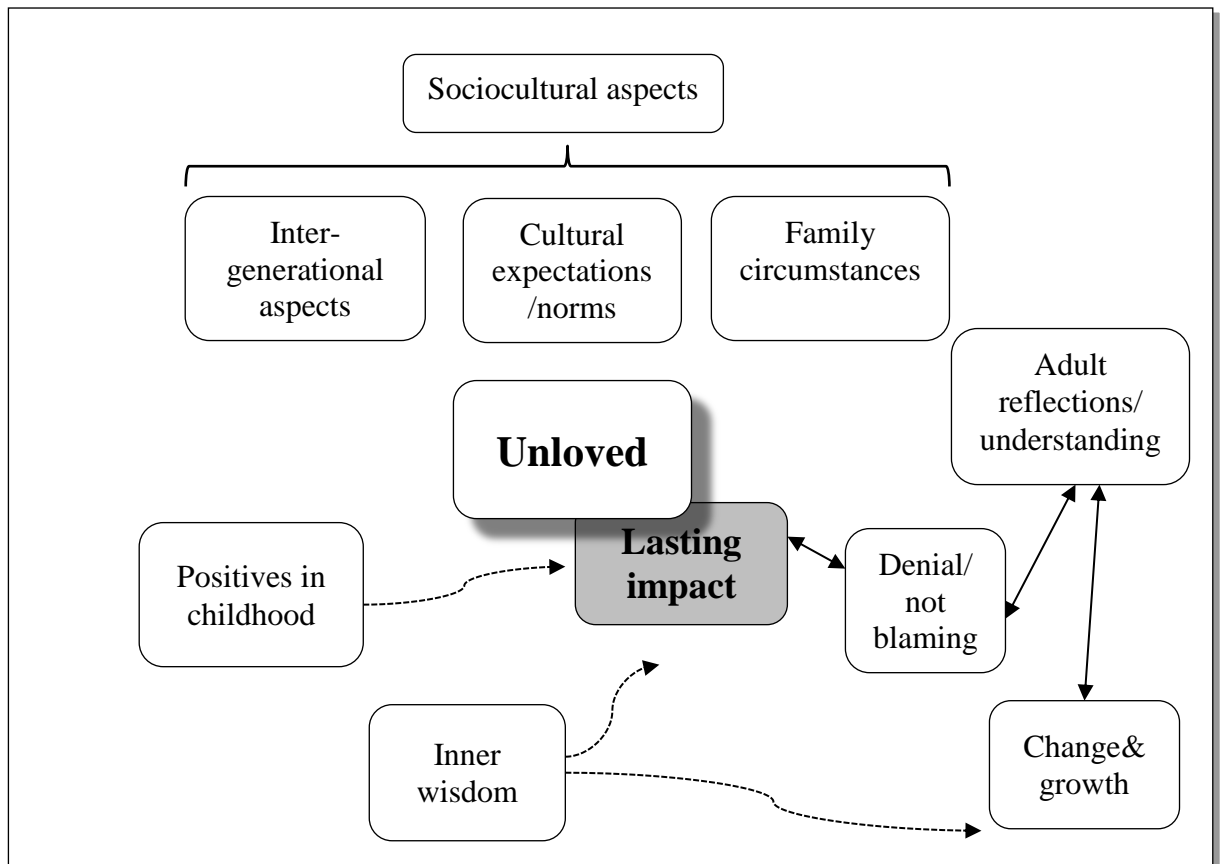 Sociocultural aspects
Inter-
generational
aspects
Cultural
expectations
/norms
Family
circumstances
Adult
reflections/
understanding
Unloved
Lasting
impact
Positives in
childhood
Denial/
not
blaming
Inner
wisdom
Change&
growth